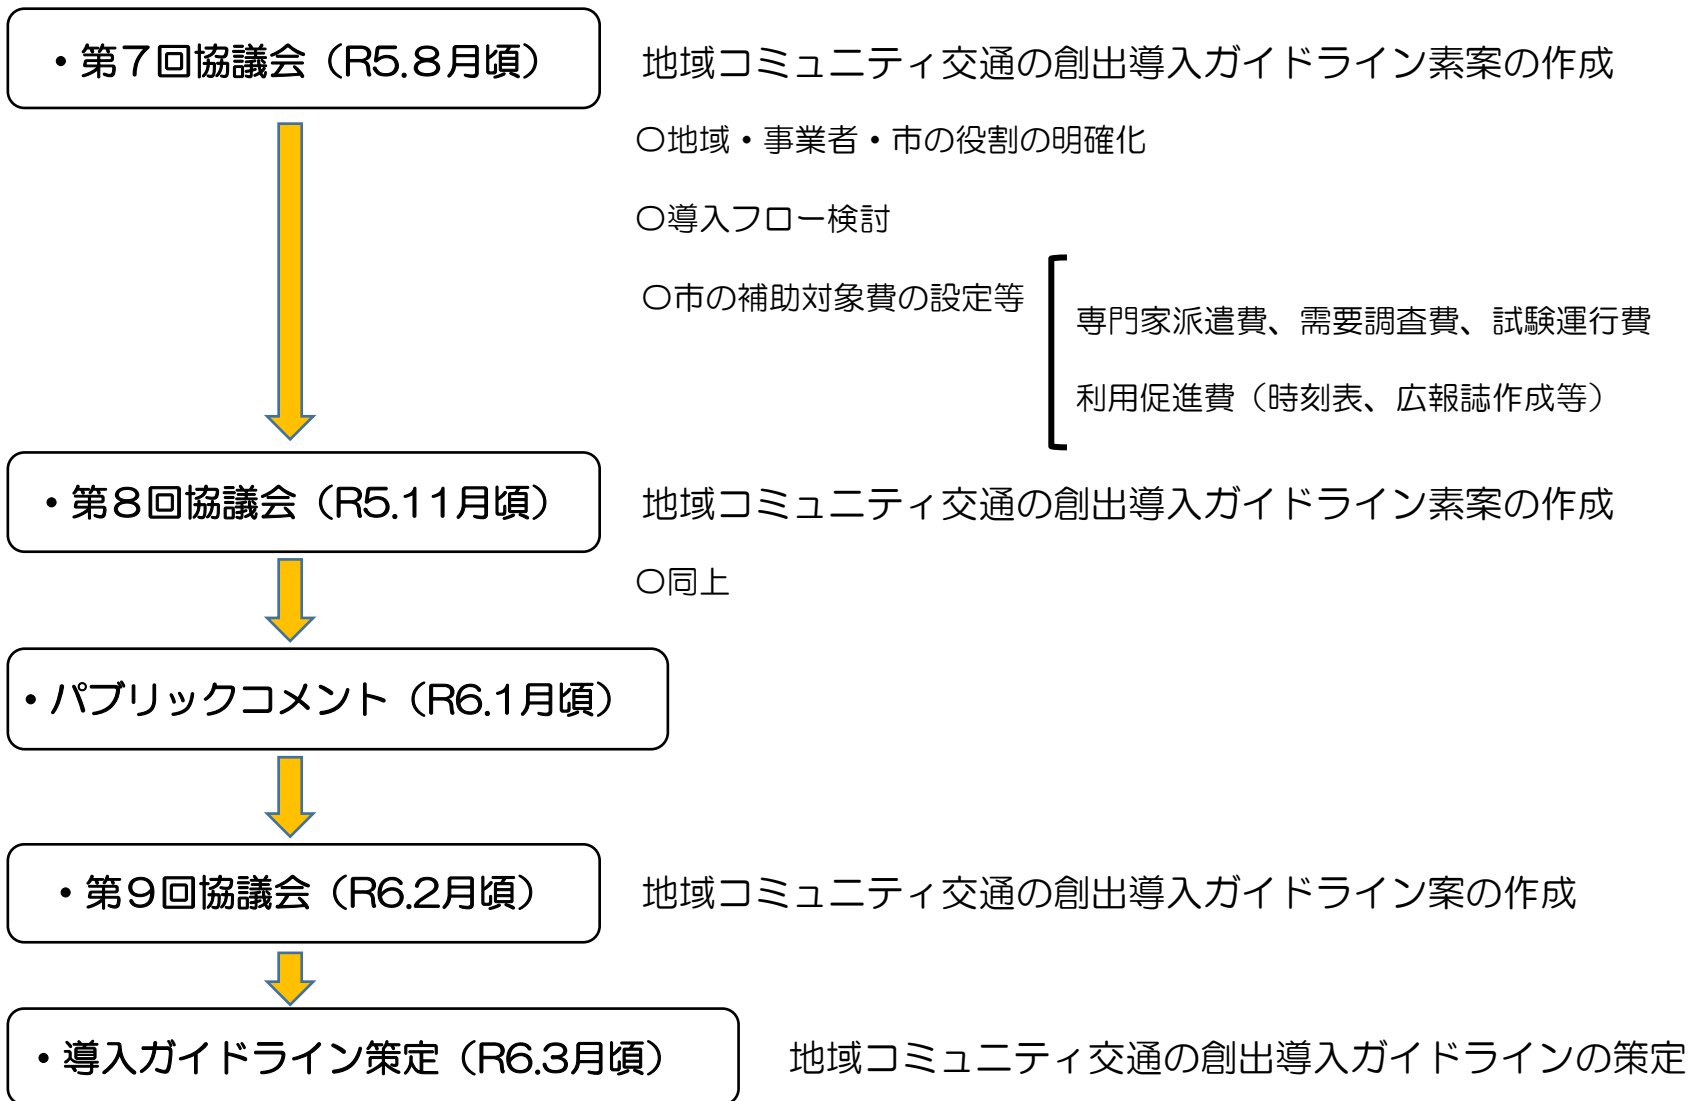 ・第７回協議会（R5.８月頃）
地域コミュニティ交通の創出導入ガイドライン素案の作成
〇地域・事業者・市の役割の明確化
〇導入フロー検討
〇市の補助対象費の設定等
専門家派遣費、需要調査費、試験運行費
利用促進費（時刻表、広報誌作成等）
・第８回協議会（R5.11月頃）
地域コミュニティ交通の創出導入ガイドライン素案の作成
〇同上
・パブリックコメント（R6.1月頃）
・第９回協議会（R6.2月頃）
地域コミュニティ交通の創出導入ガイドライン案の作成
・導入ガイドライン策定（R6.3月頃）
地域コミュニティ交通の創出導入ガイドラインの策定